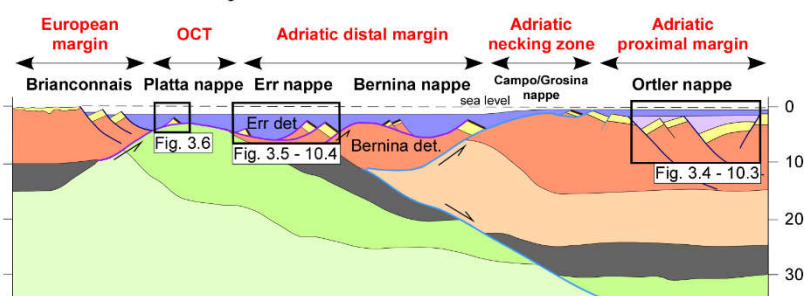 European margin
OCT
Adriatic distal margin
Adriatic necking zone
Adriatic proximal margin
Brianconnais
Platta nappe
Err nappe
Bernina nappe
Campo/Grosina nappe
Ortler nappe
sea level
0
10
20
30
Err det.
Bernina det.
Fig. 3.6
Fig. 3.5 - 10.4
Fig. 3.4 - 10.3